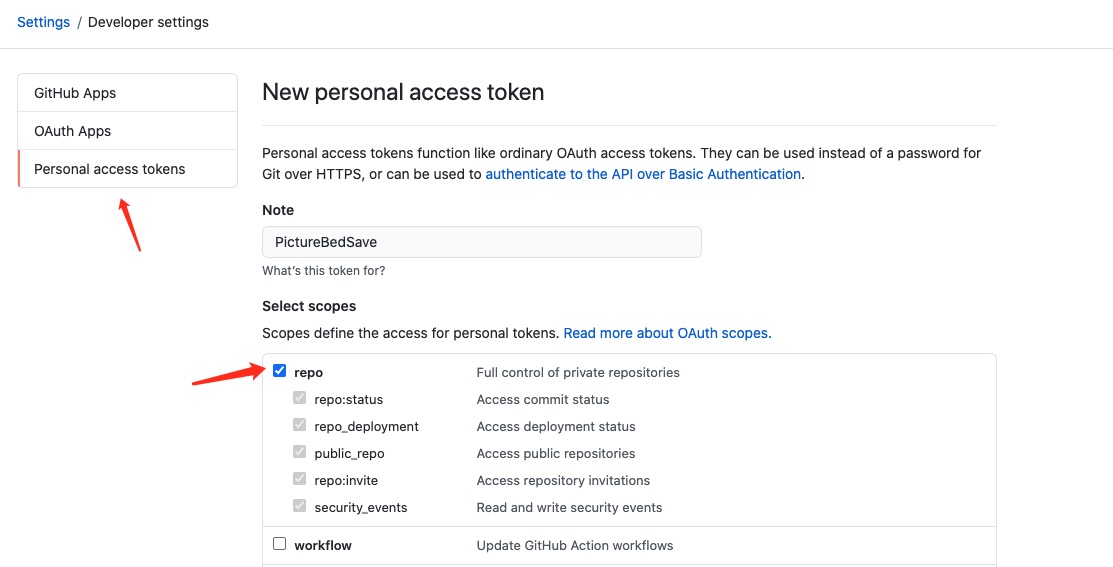 Settings / Developer settings
GitHub Apps
OAuth Apps
Personal access tokens
New personal access token
Personal access tokens function like ordinary OAuth access tokens. They can be used instead of a password for
Git over HTTPS, or can be used to authenticate to the API over Basic Authentication.
Note
PictureBedSave
What's this token for?
Select scopes
Scopes define the access for personal tokens. Read more about OAuth scopes.
repo Full control of private repositories
repo:status Access commit status
repo_deployment Access deployment status
public_repo Access public repositories
repo:invite Access repository invitations
security_events Read and write security events
workflow Update GitHub Action workflows